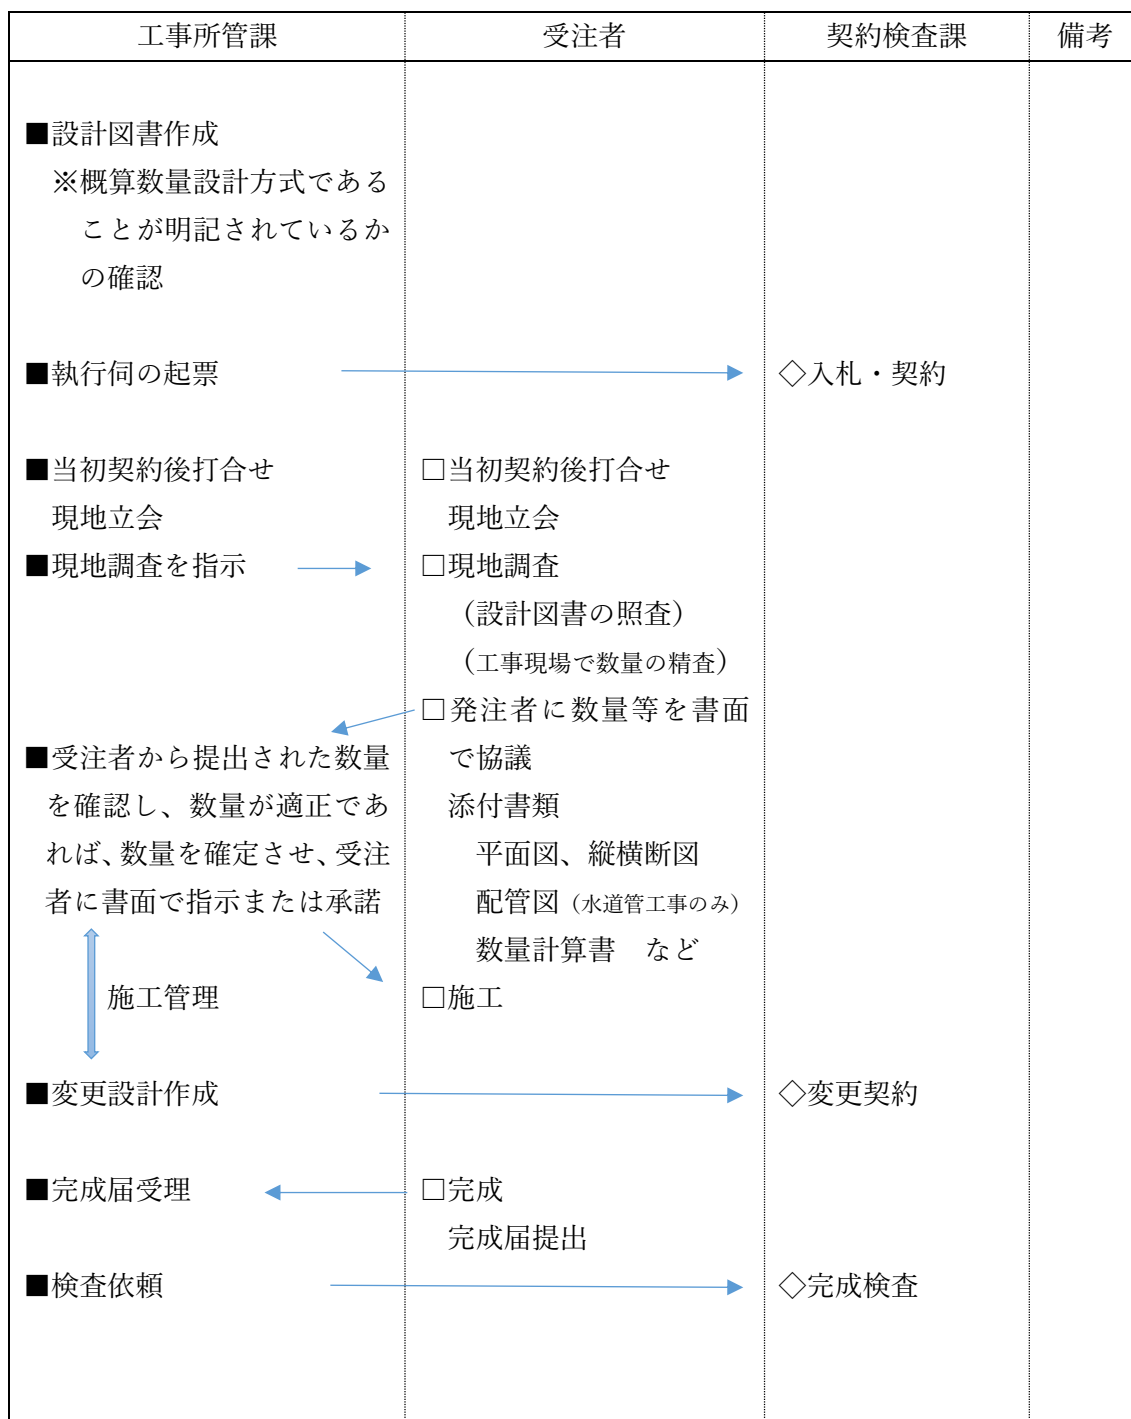 工事所管課 受注者 契約検査課 備考
■設計図書作成
※概算数量設計方式である
ことが明記されているか
の確認
■執行伺の起票 ◇入札・契約
■当初契約後打合せ □当初契約後打合せ
現地立会 現地立会
■現地調査を指示 □現地調査
（設計図書の照査）
（工事現場で数量の精査）
□発注者に数量等を書面
■受注者から提出された数量 で協議
を確認し、数量が適正であ 添付書類
れば、数量を確定させ、受注 平面図、縦横断図
者に書面で指示または承諾 配管図（水道管工事のみ）
数量計算書　など
施工管理 □施工
■変更設計作成 ◇変更契約
■完成届受理 □完成
完成届提出
■検査依頼 ◇完成検査